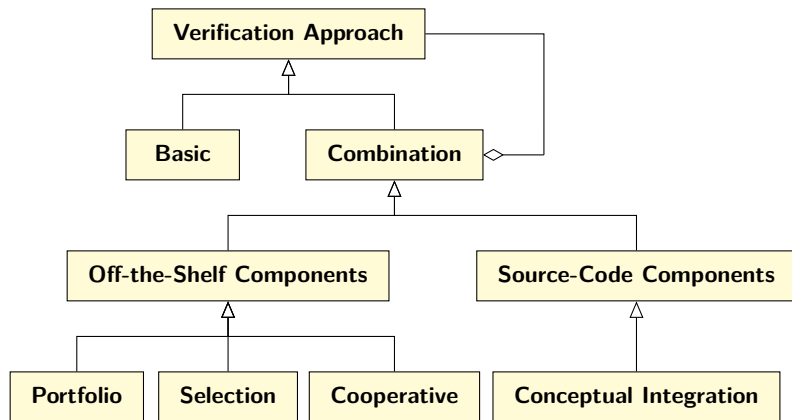 Verification Approach
Basic
Combination
Off-the-Shelf Components
Source-Code Components
Portfolio
Selection
Cooperative
Conceptual Integration